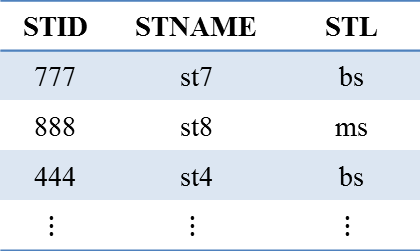 STID STNAME STL
777 st7 bs
888 st8 ms
444 st4 bs
⋮ ⋮ ⋮